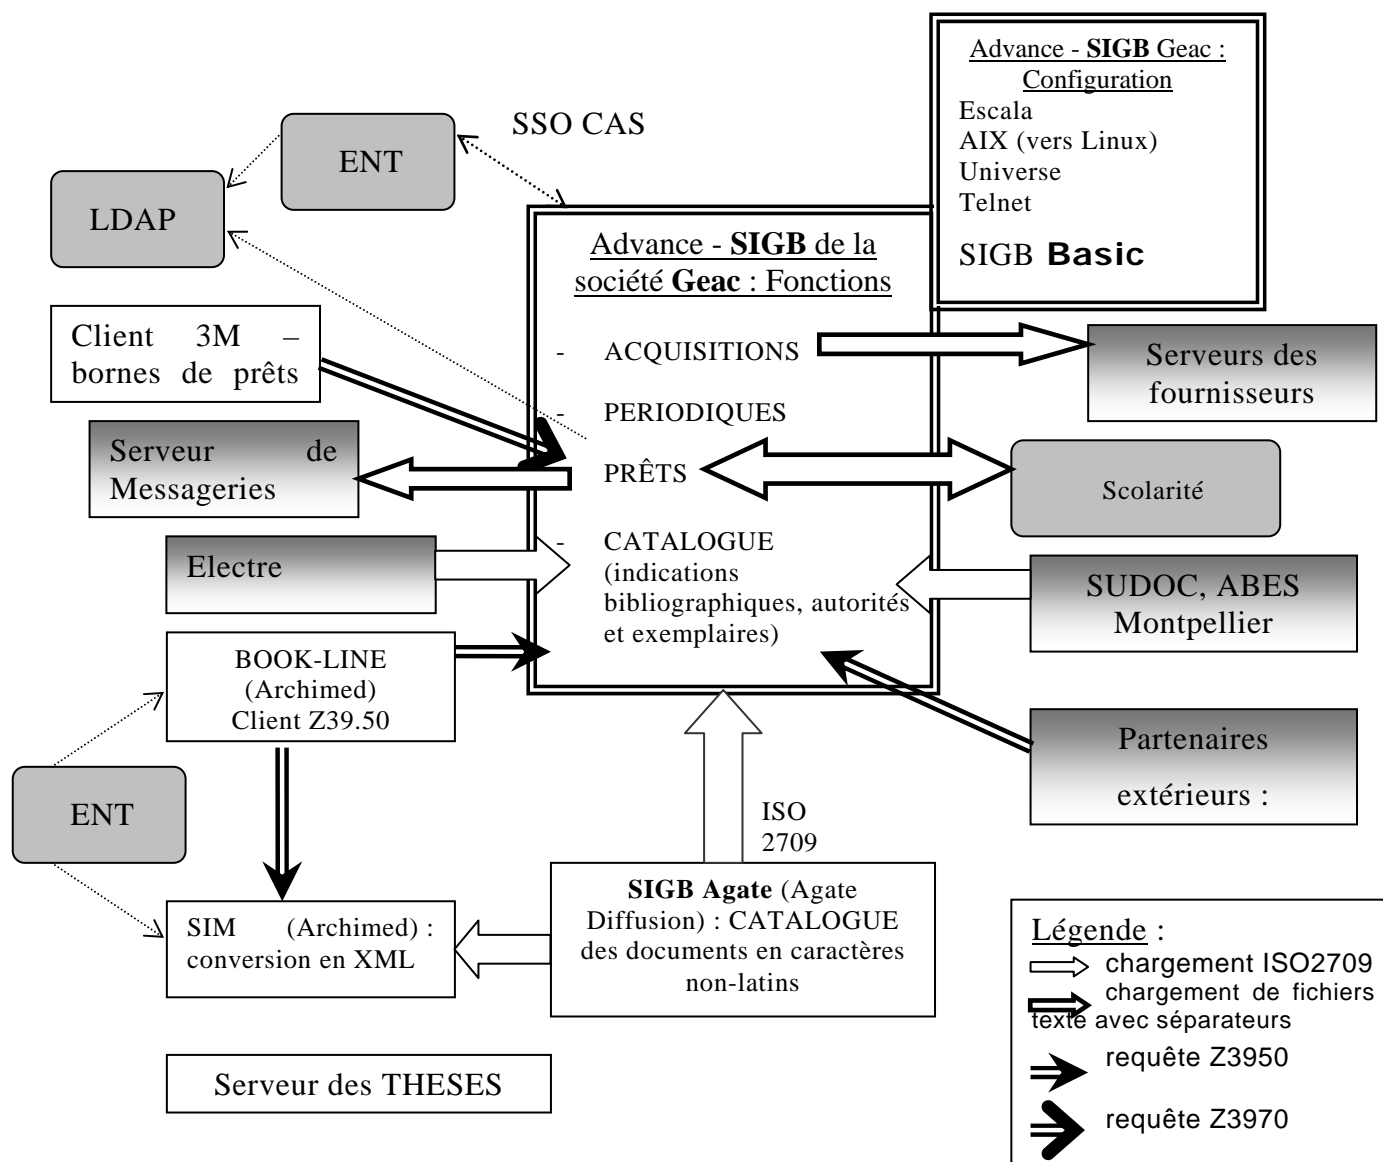 Advance - SIGB Geac :
Configuration
Escala
AIX (vers Linux)
Universe
Telnet
SIGB Basic
SSO CAS
ENT
LDAP
Advance - SIGB de la
société Geac : Fonctions
- ACQUISITIONS
- PERIODIQUES
PRÊTS
- CATALOGUE
(indications
bibliographiques, autorités
et exemplaires)
Client 3M –
bornes de prêts
Serveurs des
fournisseurs
Serveur de
Messageries
Scolarité
Electre
SUDOC, ABES
Montpellier
BOOK-LINE
(Archimed)
Client Z39.50
Partenaires
extérieurs :
ENT
ISO
2709
SIM (Archimed) :
conversion en XML
SIGB Agate (Agate
Diffusion) : CATALOGUE
des documents en caractères
non-latins
Serveur des THESES
Légende :
chargement ISO2709
chargement de fichiers
texte avec séparateurs
requête Z3950
requête Z3970